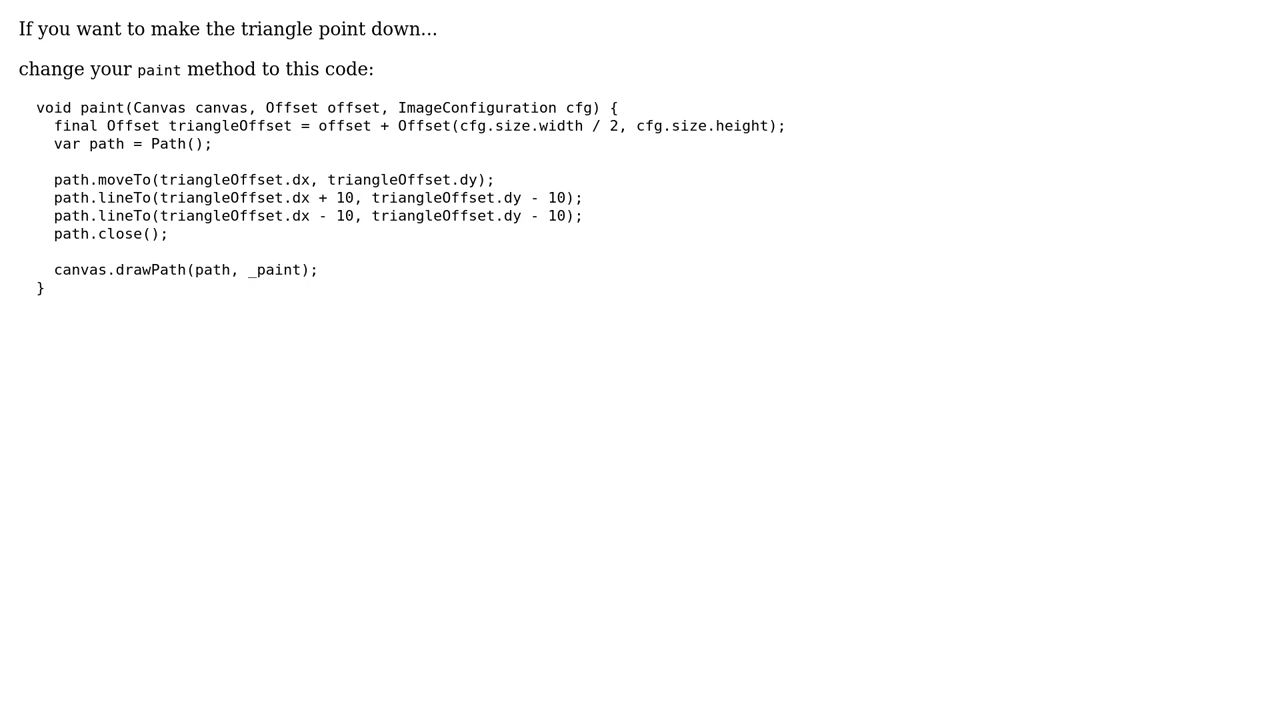 If you want to make the triangle point down...
change your paint method to this code:
void paint(Canvas canvas, Offset offset, ImageConfiguration cfg) {
final Offset triangleOffset = offset + Offset(cfg.size.width / 2, cfg.size.height);
var path = Path();
path.moveTo(triangleOffset.dx, triangleOffset.dy);
path.lineTo(triangleOffset.dx + 10, triangleOffset.dy - 10);
path.lineTo(triangleOffset.dx - 10, triangleOffset.dy - 10);
path.close();
canvas.drawPath(path, _paint);
}